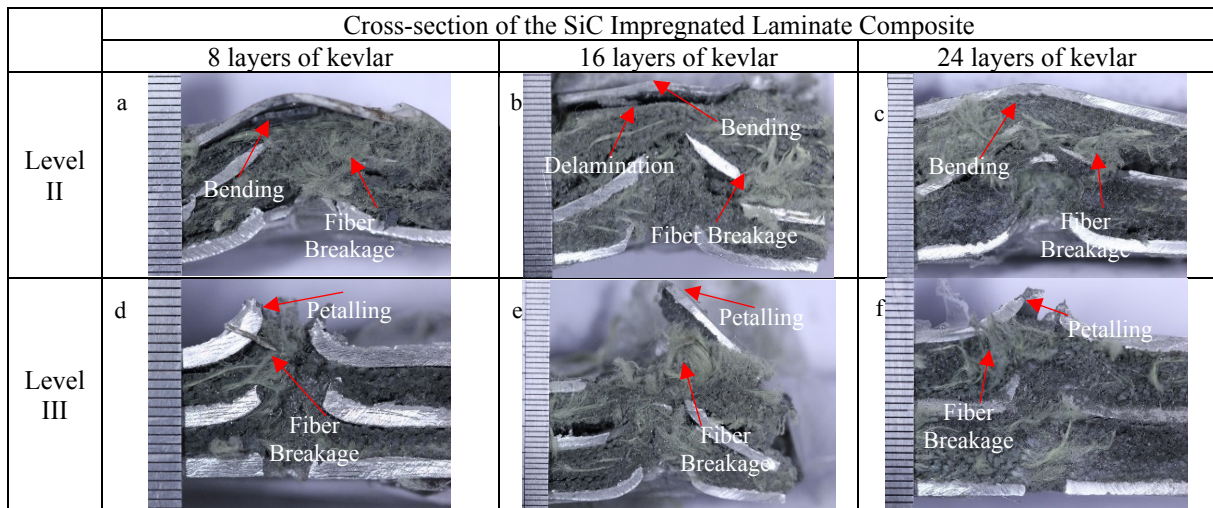 Cross-section of the SiC Impregnated Laminate Composite
8 layers of kevlar
16 layers of kevlar
24 layers of kevlar
Level
II
a
Bending
Fiber
Breakage
b
Bending
Delamination
Fiber Breakage
c
Bending
Fiber
Breakage
Level
III
d
Petalling
Fiber
Breakage
e
Petalling
Fiber
Breakage
f
Petalling
Fiber
Breakage